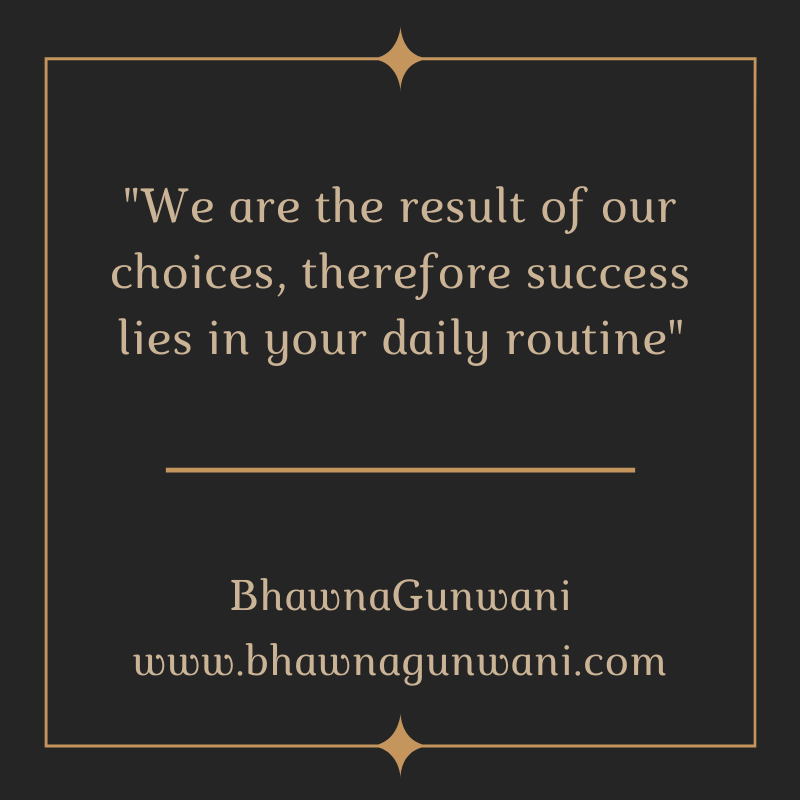 "We are the result of our
choices, therefore success
lies in your daily routine"
BhawnaGunwani
www.bhawnagunwani.com